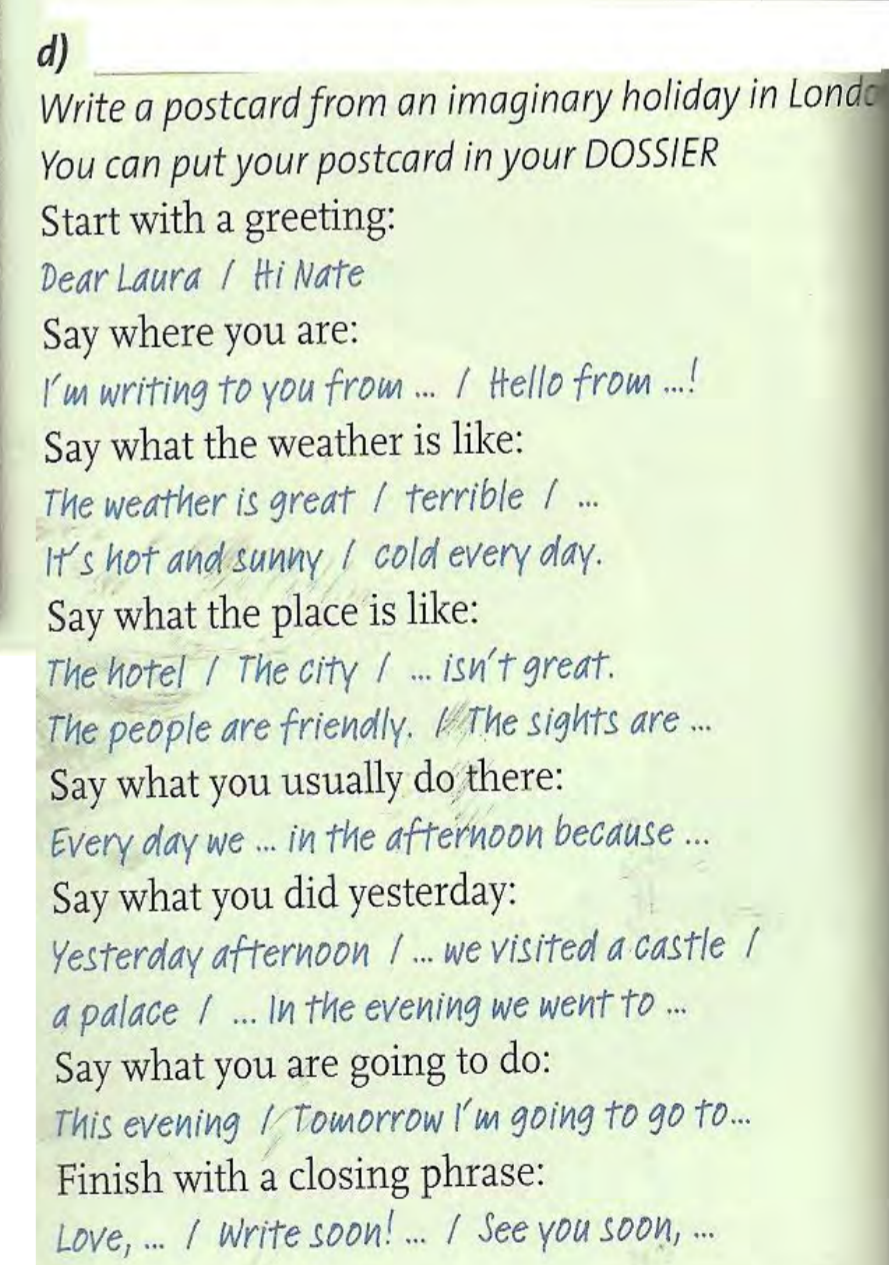 d)
Write a postcard from an imaginary holiday in
You can put your postcard in your DOSSIER
Start with a greeting:
Dear Laura / Hi Nate
Say where you are:
I'm writing to you from ... / Hello from ...!
Say what the weather is like:
The weather is great / terrible / ...
It's hot and sunny / cold every day.
Say what the place is like:
The hotel / The city / ... isn't great.
The people are friendly. / The sights are ...
Say what you usually do there:
Every day we ... in the afternoon because ...
Say what you did yesterday:
Yesterday afternoon / ... we visited a castle /
a palace / ... In the evening we went to ...
Say what you are going to do:
This evening / Tomorrow I'm going to go to...
Finish with a closing phrase:
Love, ... / Write soon! ... / See you soon, ...